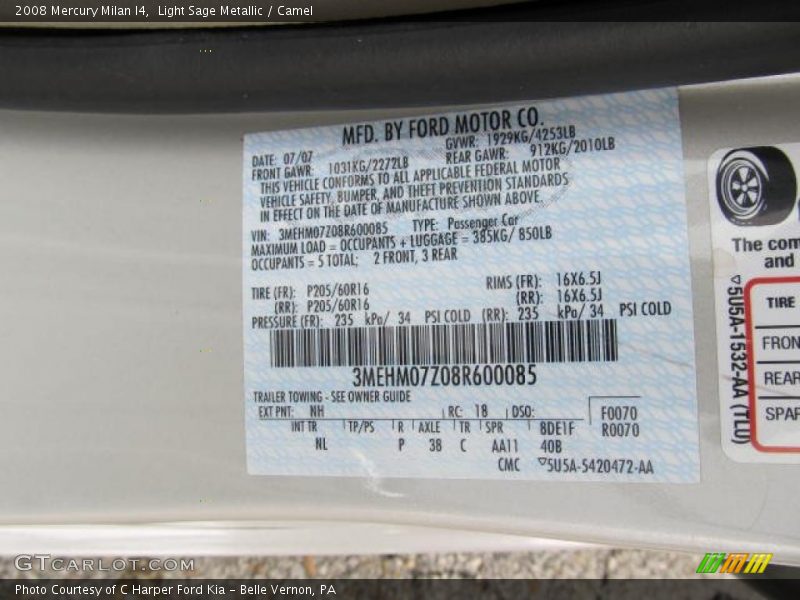 2008 Mercury Milan I4, Light Sage Metallic / Camel
MFD. BY FORD MOTOR CO.
DATE: 07/07 GVWR: 1929KG/4253LB
FRONT GAWR: 1031KG/2272LB REAR GAWR: 912KG/2010LB
THIS VEHICLE CONFORMS TO ALL APPLICABLE FEDERAL MOTOR
VEHICLE SAFETY, BUMPER, AND THEFT PREVENTION STANDARDS
IN EFFECT ON THE DATE OF MANUFACTURE SHOWN ABOVE.
VIN: 3MEHM07Z08R600085 TYPE: Passenger Car
MAXIMUM LOAD = OCCUPANTS + LUGGAGE = 385KG/ 850LB
OCCUPANTS = 5 TOTAL: 2 FRONT, 3 REAR
TIRE (FR): P205/60R16 RIMS (FR): 16X6.5J
(RR): P205/60R16 (RR): 16X6.5J
PRESSURE (FR): 235 kPa/ 34 PSI COLD (RR): 235 kPa/ 34 PSI COLD
3MEHM07Z08R600085
TRAILER TOWING - SEE OWNER GUIDE
EXT PNT: NH RC: 18 DSO: F0070
INT TR TP/PS R AXLE TR SPR BDE1F R0070
NL P 38 C AA11 40B
CMC ▽5U5A-5420472-AA
The com
and
▽5U5A-1532-AA (TL0)
TIRE
FRON
REAR
SPAR
GTCARLOT.COM
Photo Courtesy of C Harper Ford Kia – Belle Vernon, PA